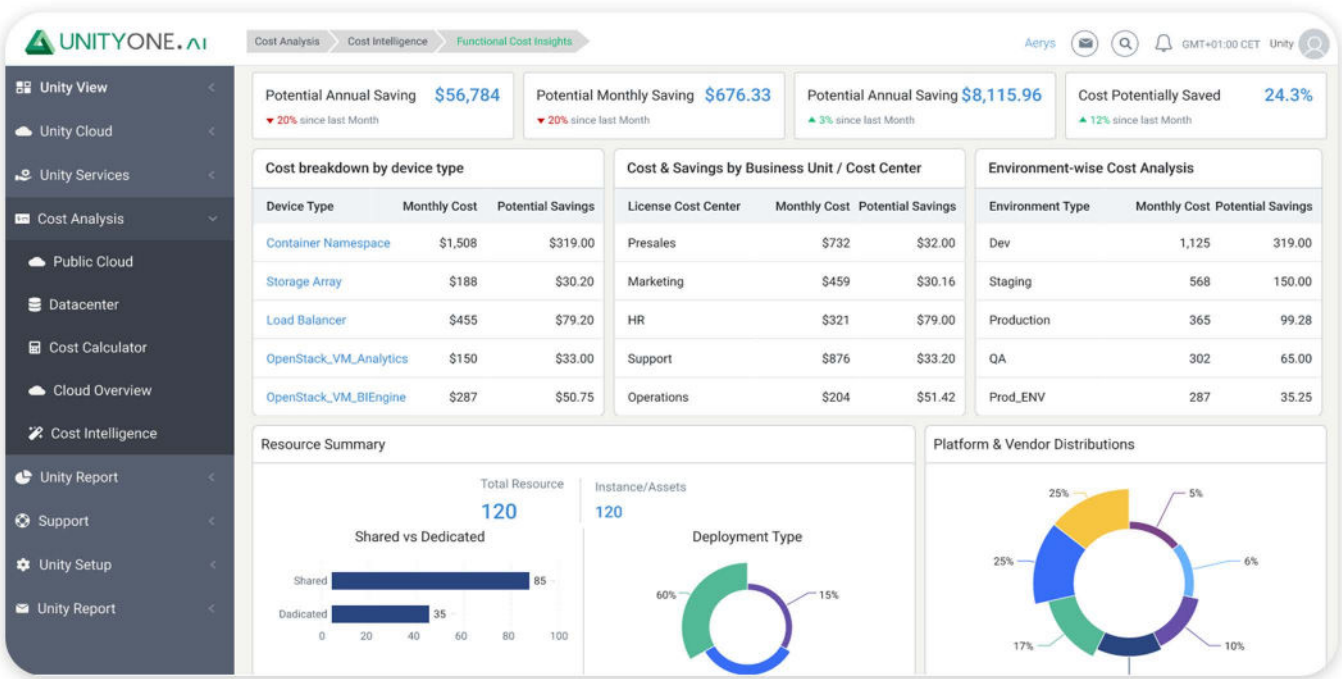 UNITYONE.AI
Cost Analysis Cost Intelligence Functional Cost Insights
Aerys GMT+01:00 CET Unity
Unity View
Unity Cloud
Unity Services
Cost Analysis
Public Cloud
Datacenter
Cost Calculator
Cloud Overview
Cost Intelligence
Unity Report
Support
Unity Setup
Unity Report
Potential Annual Saving $56,784
20% since last Month
Potential Monthly Saving $676.33
20% since last Month
Potential Annual Saving $8,115.96
3% since last Month
Cost Potentially Saved 24.3%
12% since last Month
Cost breakdown by device type
Device Type Monthly Cost Potential Savings
Container Namespace $1,508 $319.00
Storage Array $188 $30.20
Load Balancer $455 $79.20
OpenStack_VM_Analytics $150 $33.00
OpenStack_VM_BIEngine $287 $50.75
Cost & Savings by Business Unit / Cost Center
License Cost Center Monthly Cost Potential Savings
Presales $732 $32.00
Marketing $459 $30.16
HR $321 $79.00
Support $876 $33.20
Operations $204 $51.42
Environment-wise Cost Analysis
Environment Type Monthly Cost Potential Savings
Dev 1,125 319.00
Staging 568 150.00
Production 365 99.28
QA 302 65.00
Prod_ENV 287 35.25
Resource Summary
Total Resource
120
Instance/Assets
120
Shared vs Dedicated
Shared 85
Dadicated 35
0 20 40 60 80 100
Deployment Type
60% 15%
Platform & Vendor Distributions
25% 5%
25% 6%
17% 10%